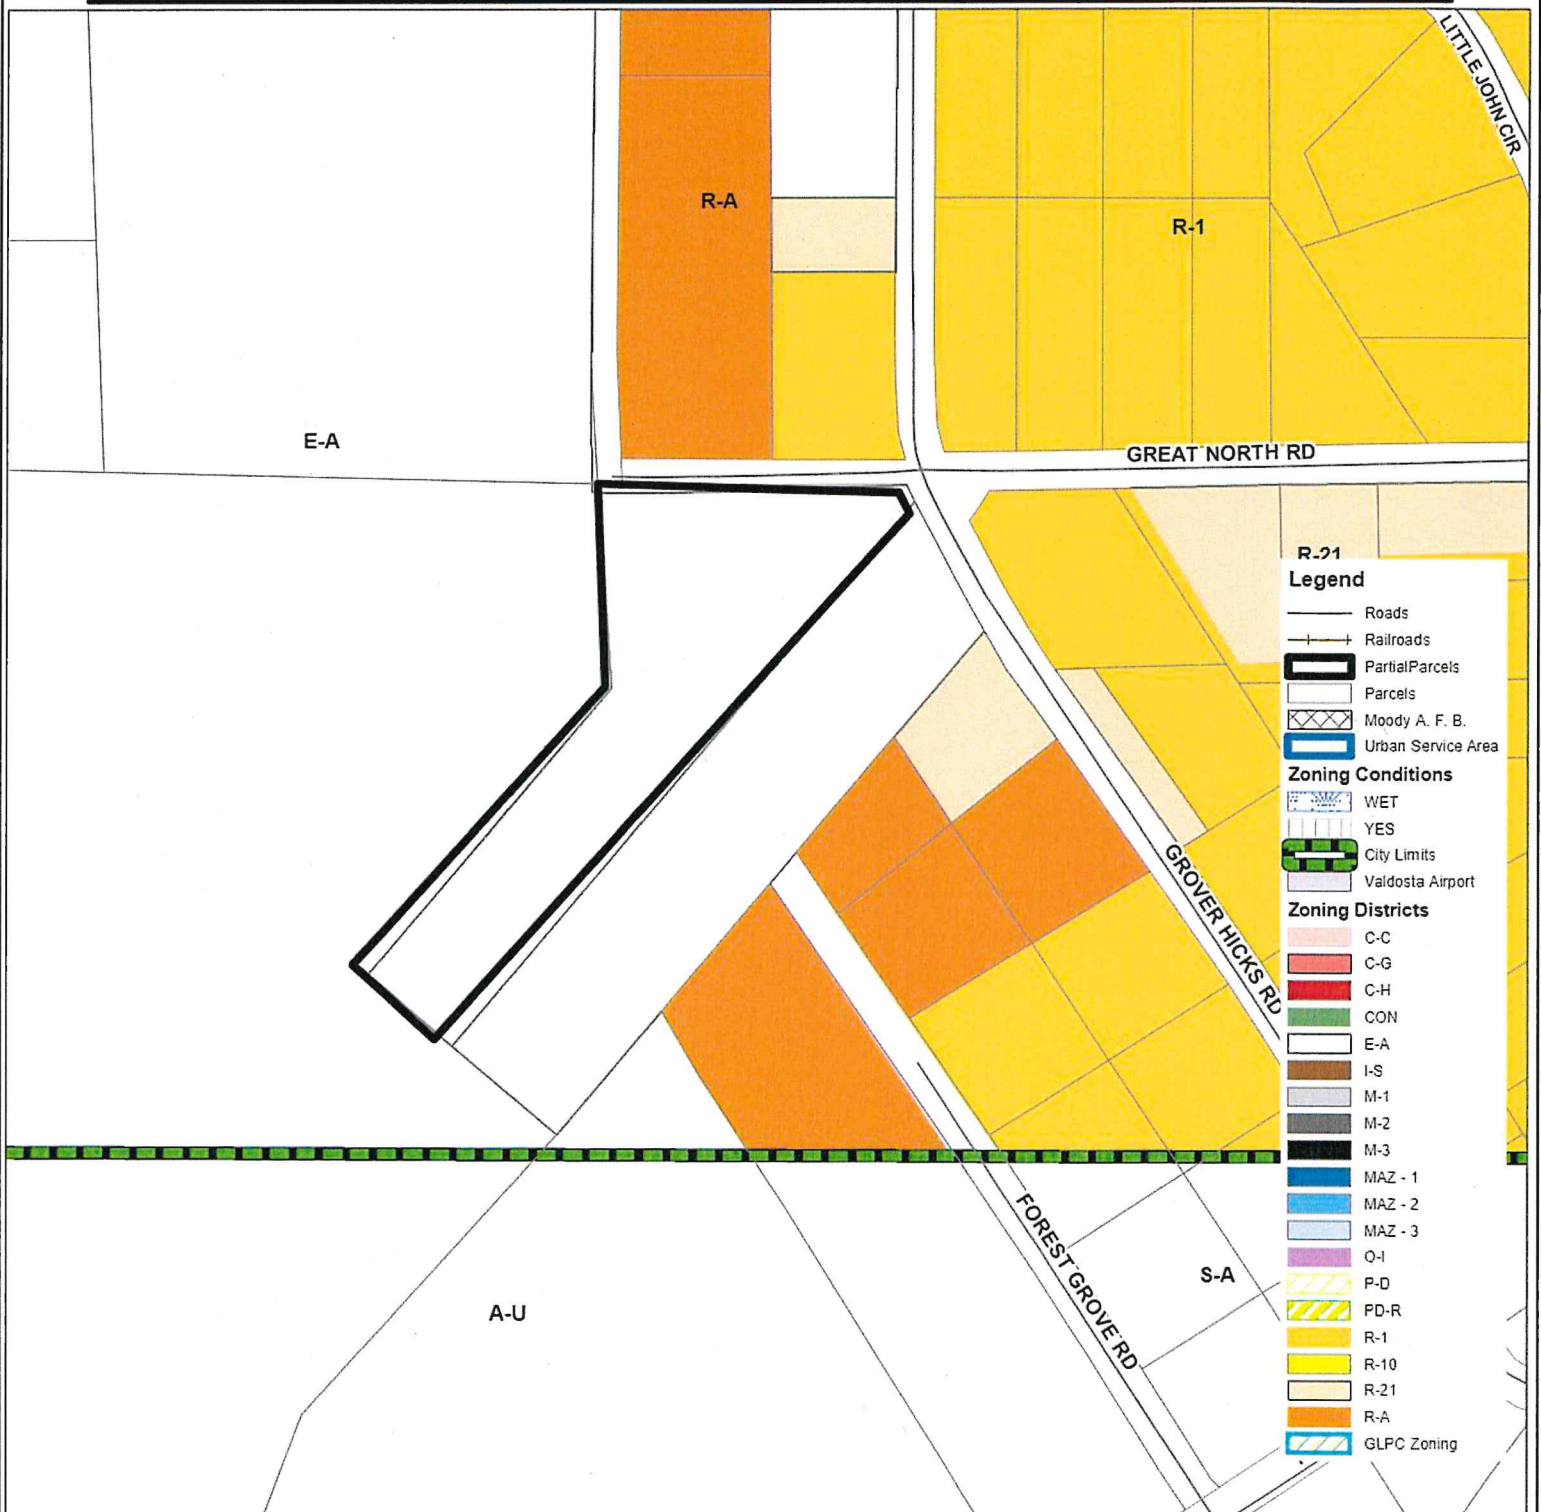 LITTLE JOHN CIR
R-A
R-1
E-A
GREAT NORTH RD
R-21
GROVER HICKS RD
FOREST GROVE RD
S-A
A-U
Legend
Roads
Railroads
PartialParcels
Parcels
Moody A. F. B.
Urban Service Area
Zoning Conditions
WET
YES
City Limits
Valdosta Airport
Zoning Districts
C-C
C-G
C-H
CON
E-A
I-S
M-1
M-2
M-3
MAZ - 1
MAZ - 2
MAZ - 3
O-I
P-D
PD-R
R-1
R-10
R-21
R-A
GLPC Zoning